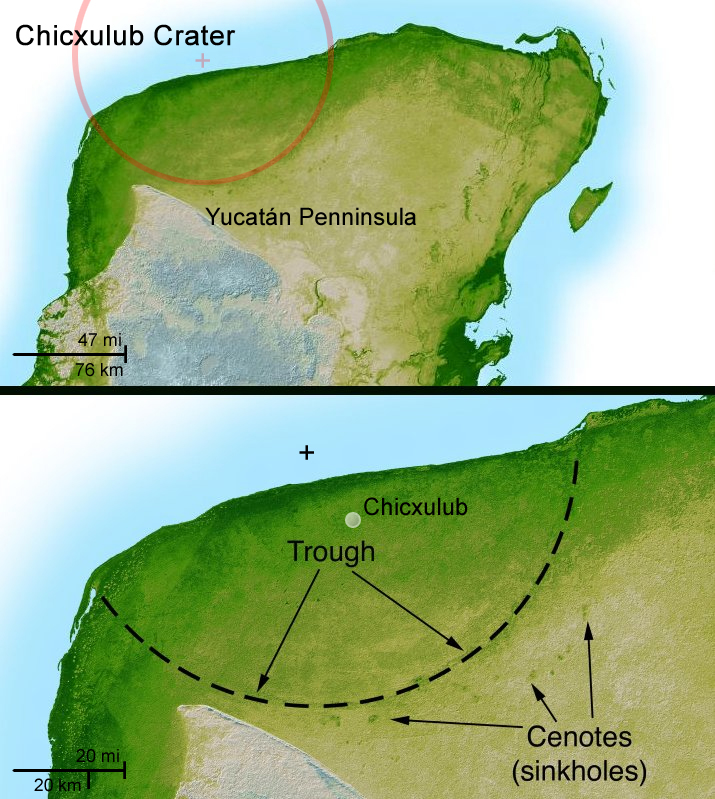 Chicxulub Crater
Yucatán Penninsula
47 mi
76 km
Chicxulub
Trough
Cenotes
(sinkholes)
20 mi
20 km